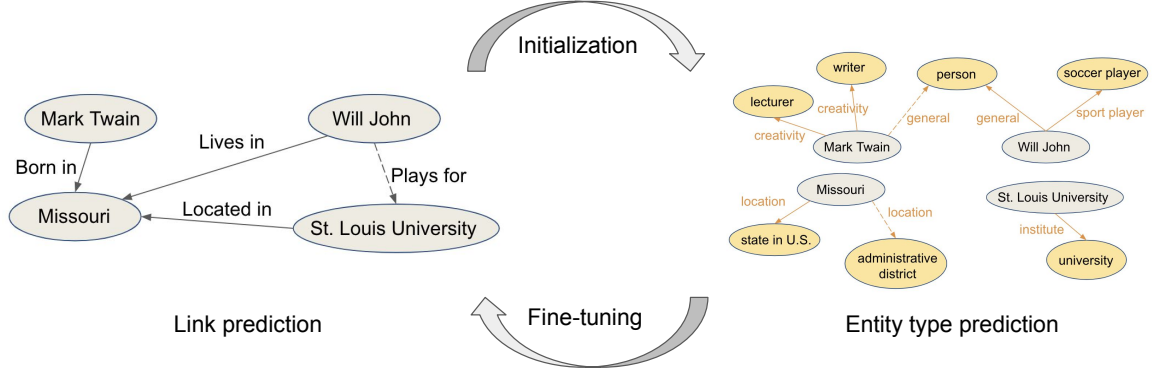 Initialization
Mark Twain
Will John
Born in
Lives in
Plays for
Missouri
Located in
St. Louis University
Link prediction
writer
person
soccer player
lecturer
creativity
creativity
general
general
sport player
Mark Twain
Will John
Missouri
St. Louis University
location
location
institute
state in U.S.
administrative
district
university
Entity type prediction
Fine-tuning